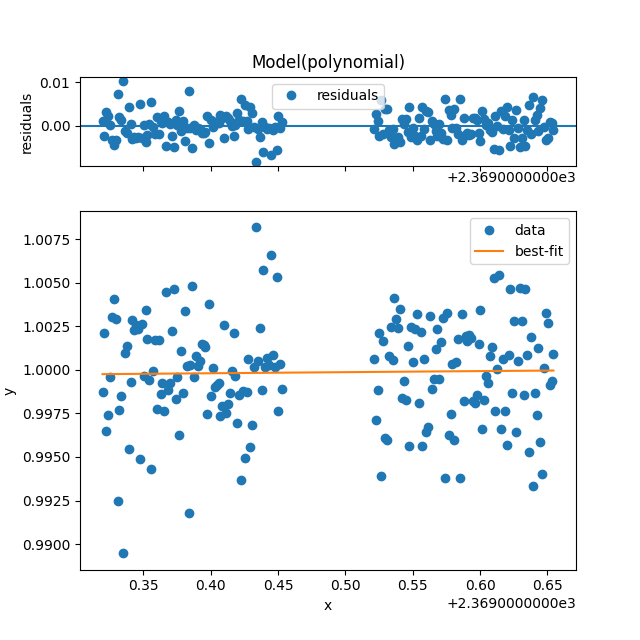 Model(polynomial)
0.01
0.00
residuals
residuals
+2.3690000000e3
1.0075
1.0050
1.0025
1.0000
0.9975
0.9950
0.9925
0.9900
y
data
best-fit
0.35 0.40 0.45 0.50 0.55 0.60 0.65
x
+2.3690000000e3